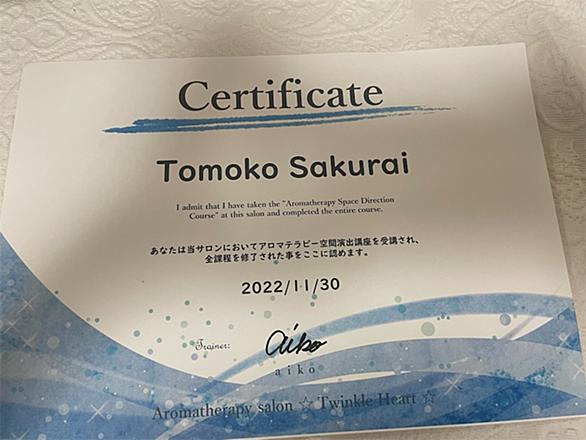 Certificate
Tomoko Sakurai
I admit that I have taken the "Aromatherapy Space Direction
Course" at this salon and completed the entire course.
あなたは当サロンにおいてアロマテラピー空間演出講座を受講され、
全課程を修了された事をここに認めます。
2022/11/30
Trainer: aiko
aiko
Aromatherapy salon ☆ Twinkle Heart ☆